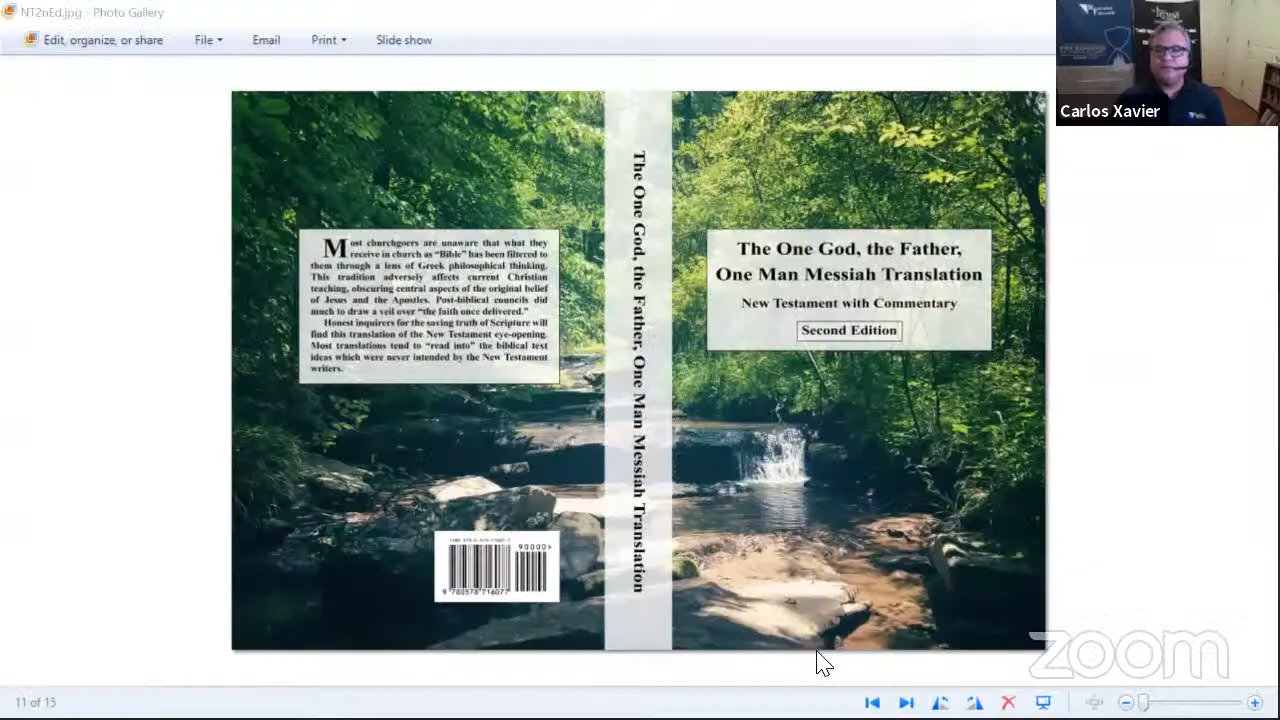 NT2nEd.jpg - Photo Gallery
Edit, organize, or share File Email Print Slide show
Carlos Xavier
Most churchgoers are unaware that what they
receive in church as “Bible” has been filtered to
them through a lens of Greek philosophical thinking.
This tradition adversely affects current Christian
teaching, obscuring central aspects of the original belief
of Jesus and the Apostles. Post-biblical councils did
much to draw a veil over “the faith once delivered.”
Honest inquirers for the saving truth of Scripture will
find this translation of the New Testament eye-opening.
Most translations tend to “read into” the biblical text
ideas which were never intended by the New Testament
writers.
90000>
9 780578 716077
The One God, the Father, One Man Messiah Translation
The One God, the Father,
One Man Messiah Translation
New Testament with Commentary
Second Edition
zoom
11 of 15